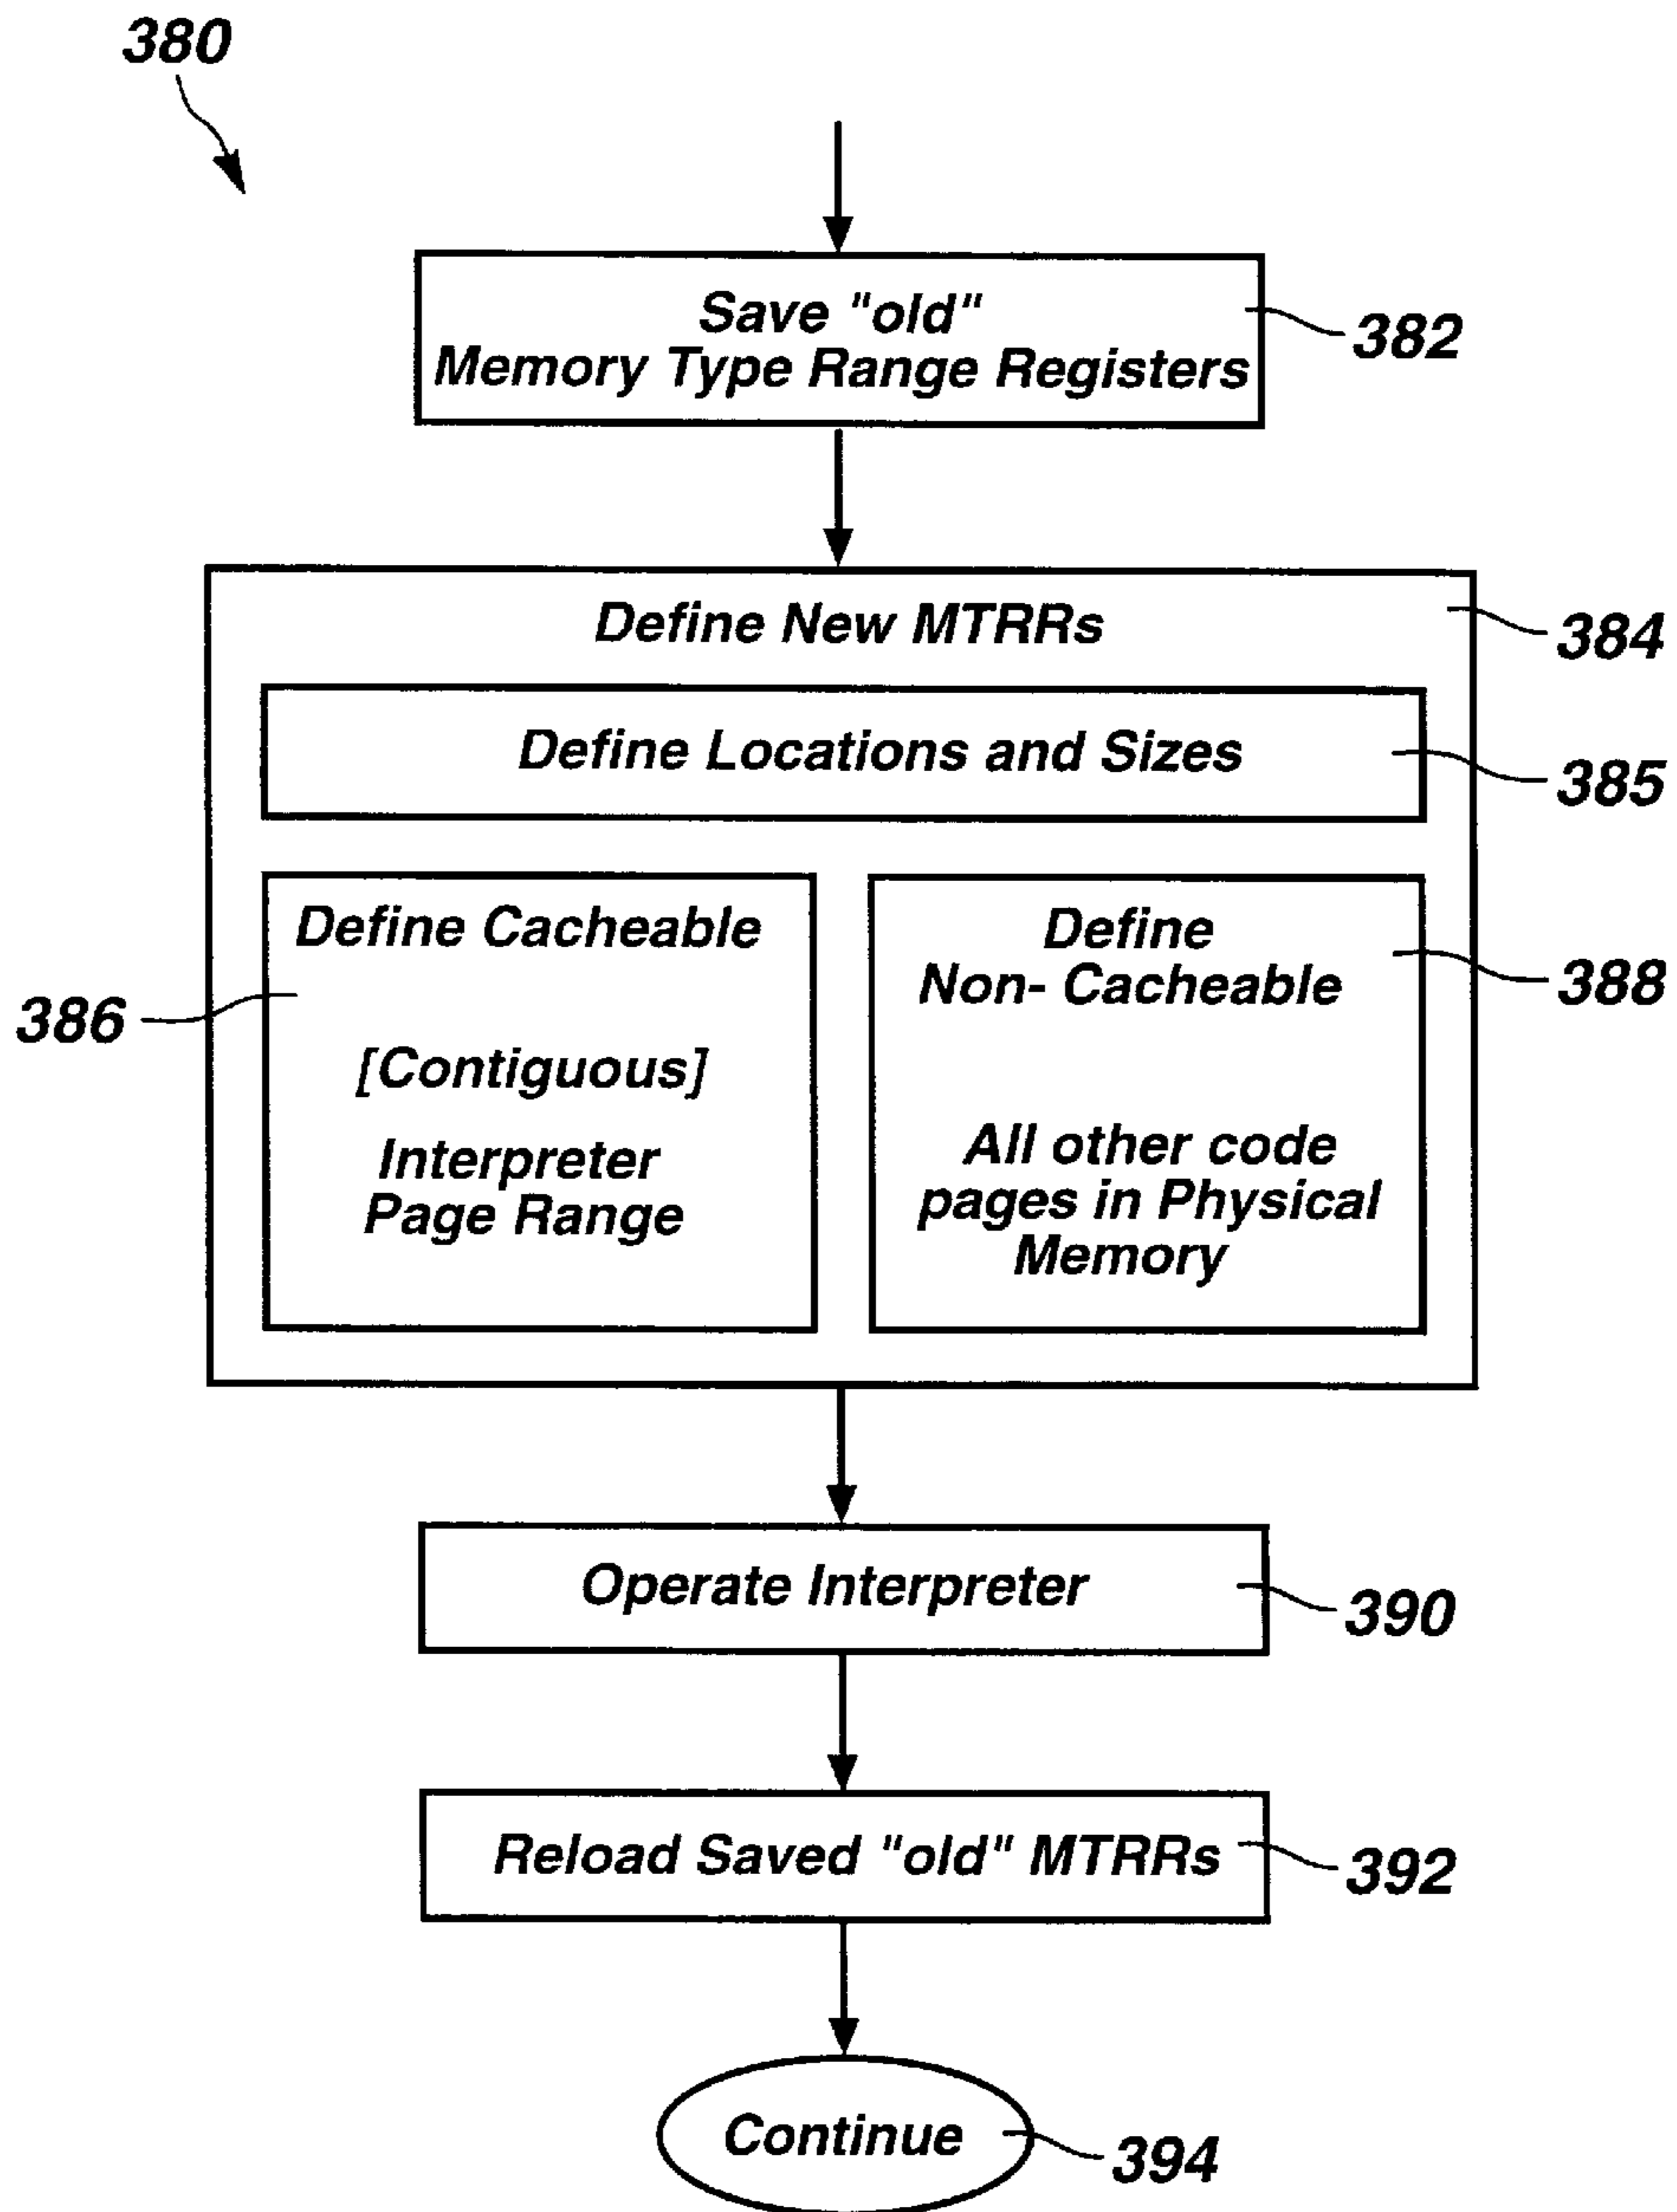 380
Save "old"
Memory Type Range Registers
382
Define New MTRRs
384
Define Locations and Sizes
385
Define Cacheable
[Contiguous]
Interpreter
Page Range
386
Define
Non- Cacheable
All other code
pages in Physical
Memory
388
Operate Interpreter
390
Reload Saved "old" MTRRs
392
Continue
394